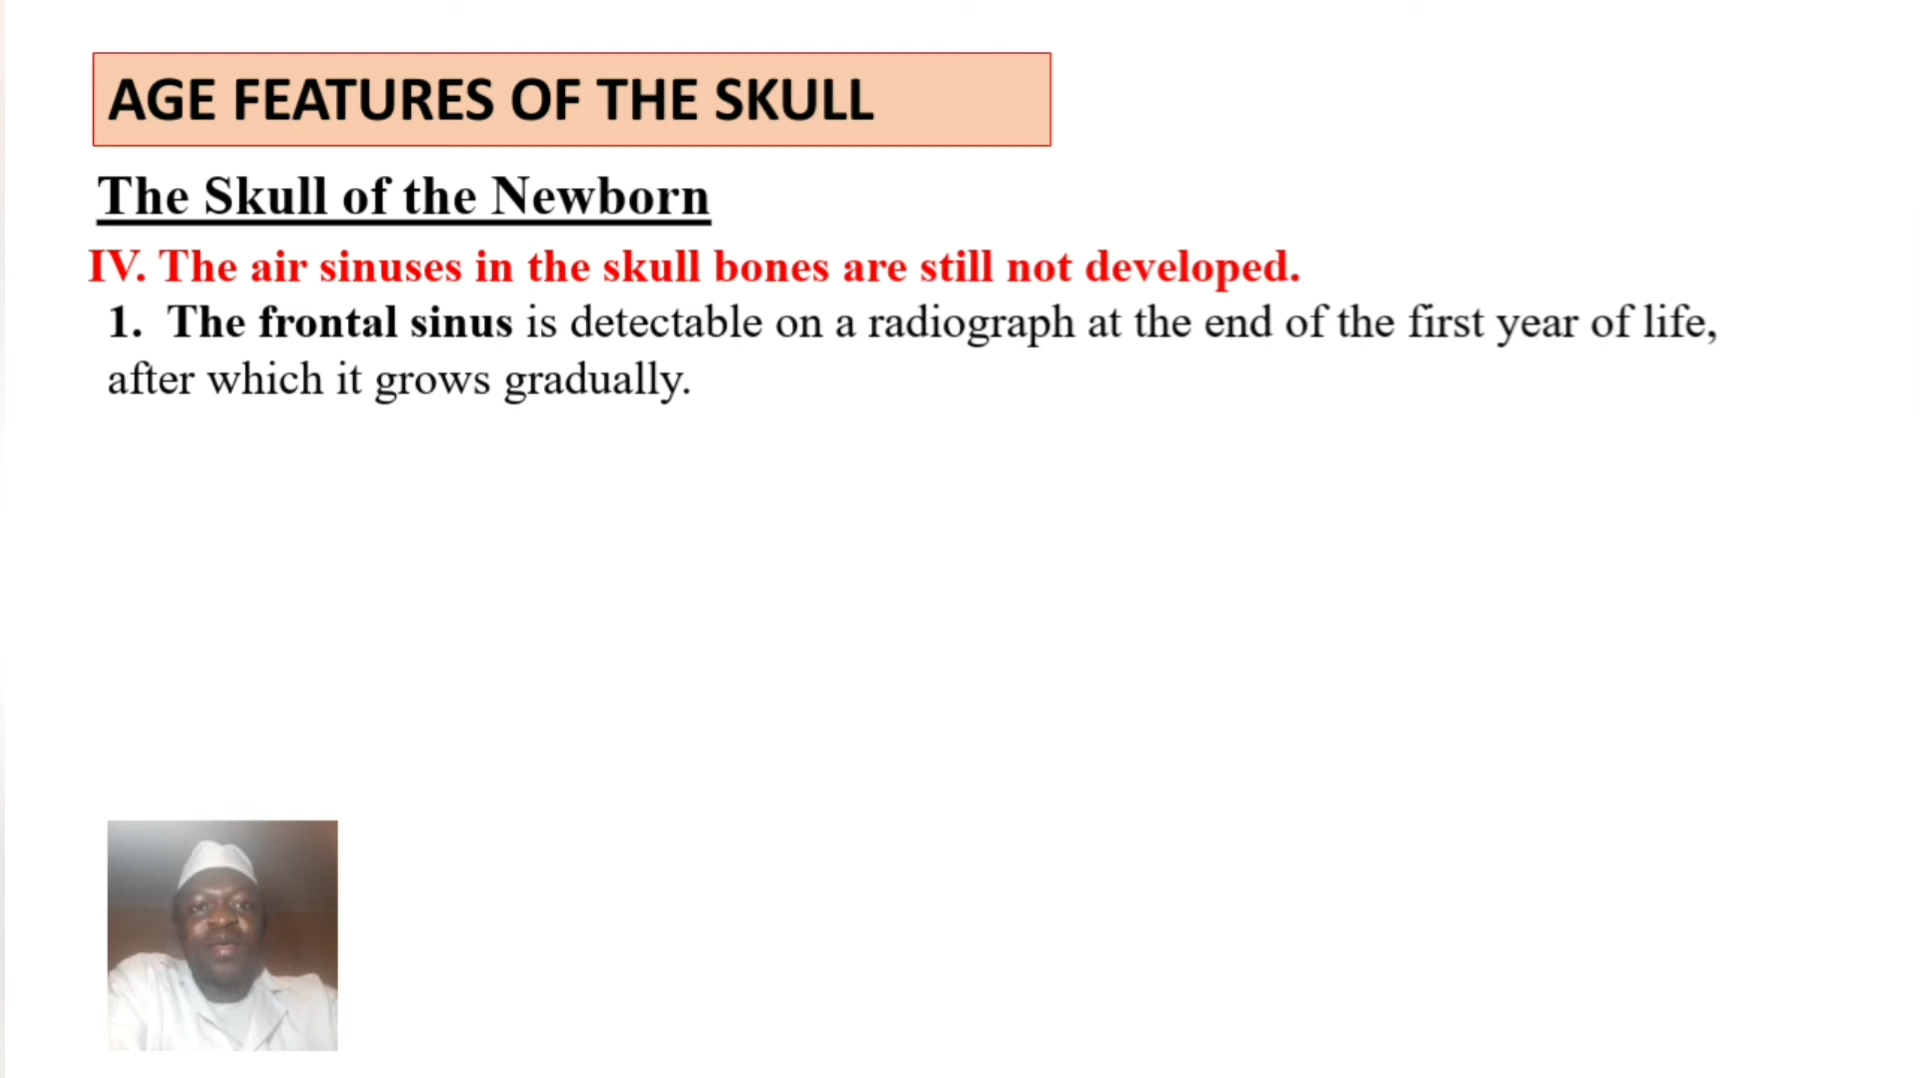 AGE FEATURES OF THE SKULL
The Skull of the Newborn
IV. The air sinuses in the skull bones are still not developed.
1. The frontal sinus is detectable on a radiograph at the end of the first year of life,
after which it grows gradually.